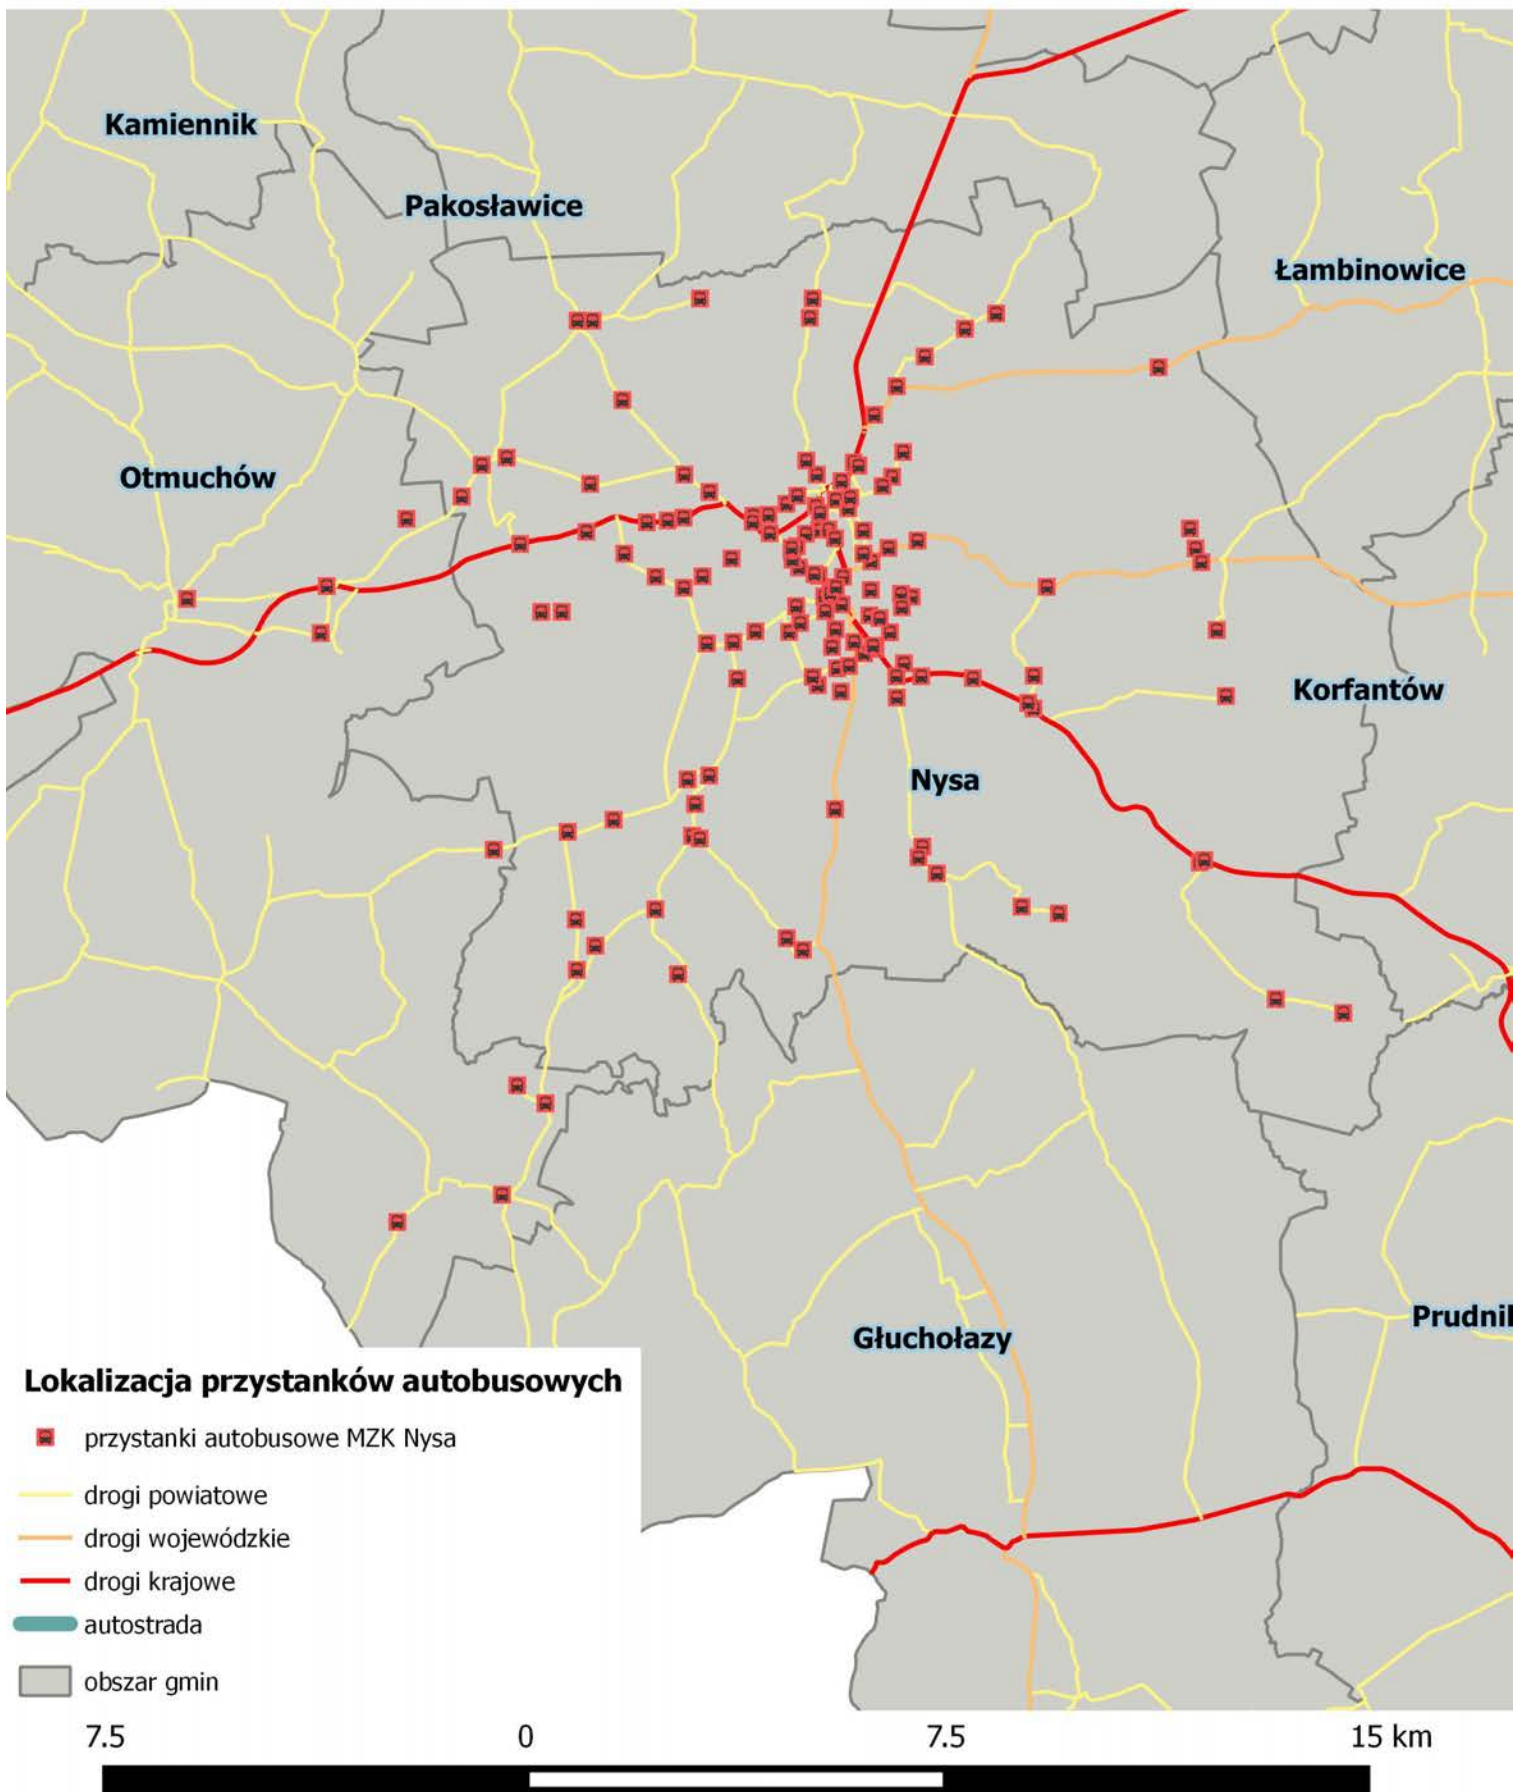 Kamiennik
Pakosławice
Łambinowice
Otmuchów
Korfantów
Nysa
Głuchołazy
Prudnik
Lokalizacja przystanków autobusowych
przystanki autobusowe MZK Nysa
drogi powiatowe
drogi wojewódzkie
drogi krajowe
autostrada
obszar gmin
7.5 0 7.5 15 km